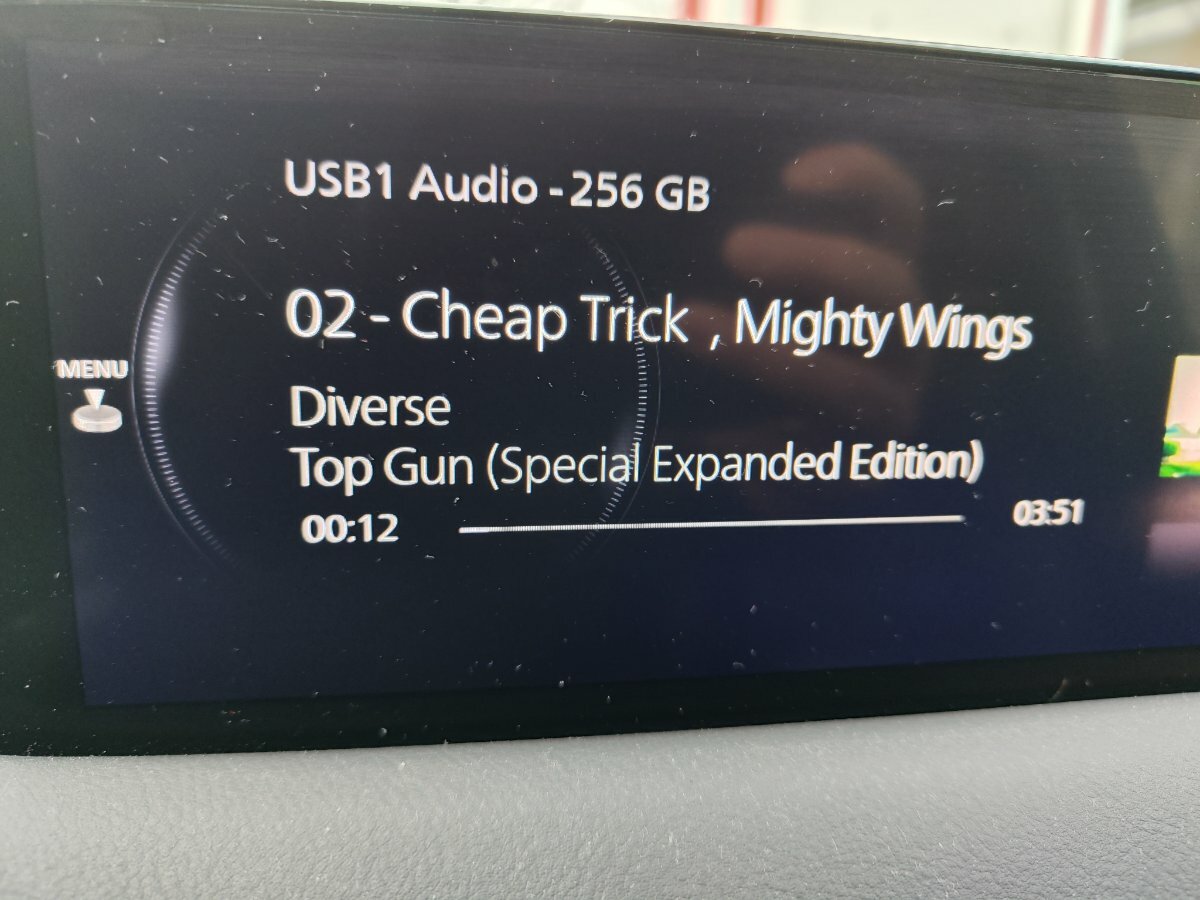 USB1 Audio - 256 GB
02 - Cheap Trick , Mighty Wings
MENU
Diverse
Top Gun (Special Expanded Edition)
00:12 03:51